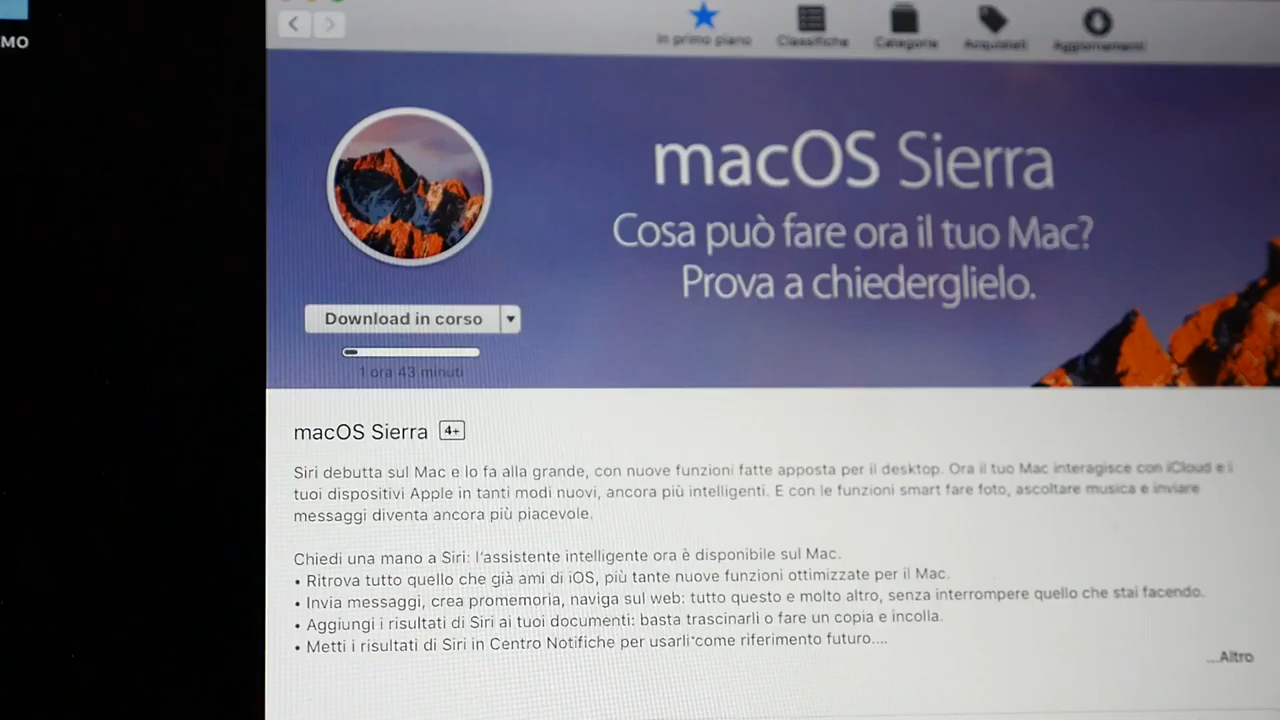 MO
In primo piano Classifiche Categorie Acquistati Aggiornamenti
macOS Sierra
Cosa può fare ora il tuo Mac?
Prova a chiederglielo.
Download in corso
1 ora 43 minuti
macOS Sierra 4+
Siri debutta sul Mac e lo fa alla grande, con nuove funzioni fatte apposta per il desktop. Ora il tuo Mac interagisce con iCloud e i
tuoi dispositivi Apple in tanti modi nuovi, ancora più intelligenti. E con le funzioni smart fare foto, ascoltare musica e inviare
messaggi diventa ancora più piacevole.
Chiedi una mano a Siri: l'assistente intelligente ora è disponibile sul Mac.
• Ritrova tutto quello che già ami di iOS, più tante nuove funzioni ottimizzate per il Mac.
• Invia messaggi, crea promemoria, naviga sul web: tutto questo e molto altro, senza interrompere quello che stai facendo.
• Aggiungi i risultati di Siri ai tuoi documenti: basta trascinarli o fare un copia e incolla.
• Metti i risultati di Siri in Centro Notifiche per usarli come riferimento futuro....
...Altro